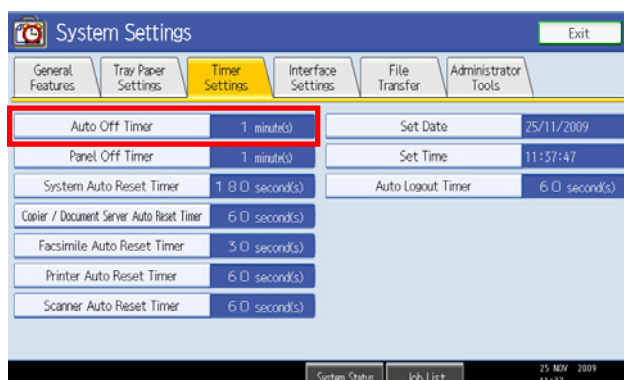 System Settings
Exit
General Features
Tray Paper Settings
Timer Settings
Interface Settings
File Transfer
Administrator Tools
Auto Off Timer 1 minute(s)
Set Date 25/11/2009
Panel Off Timer 1 minute(s)
Set Time 11:37:47
System Auto Reset Timer 180 second(s)
Auto Logout Timer 60 second(s)
Copier / Document Server Auto Reset Timer 60 second(s)
Facsimile Auto Reset Timer 30 second(s)
Printer Auto Reset Timer 60 second(s)
Scanner Auto Reset Timer 60 second(s)
System Status
Job List
25 NOV 2009
11:37